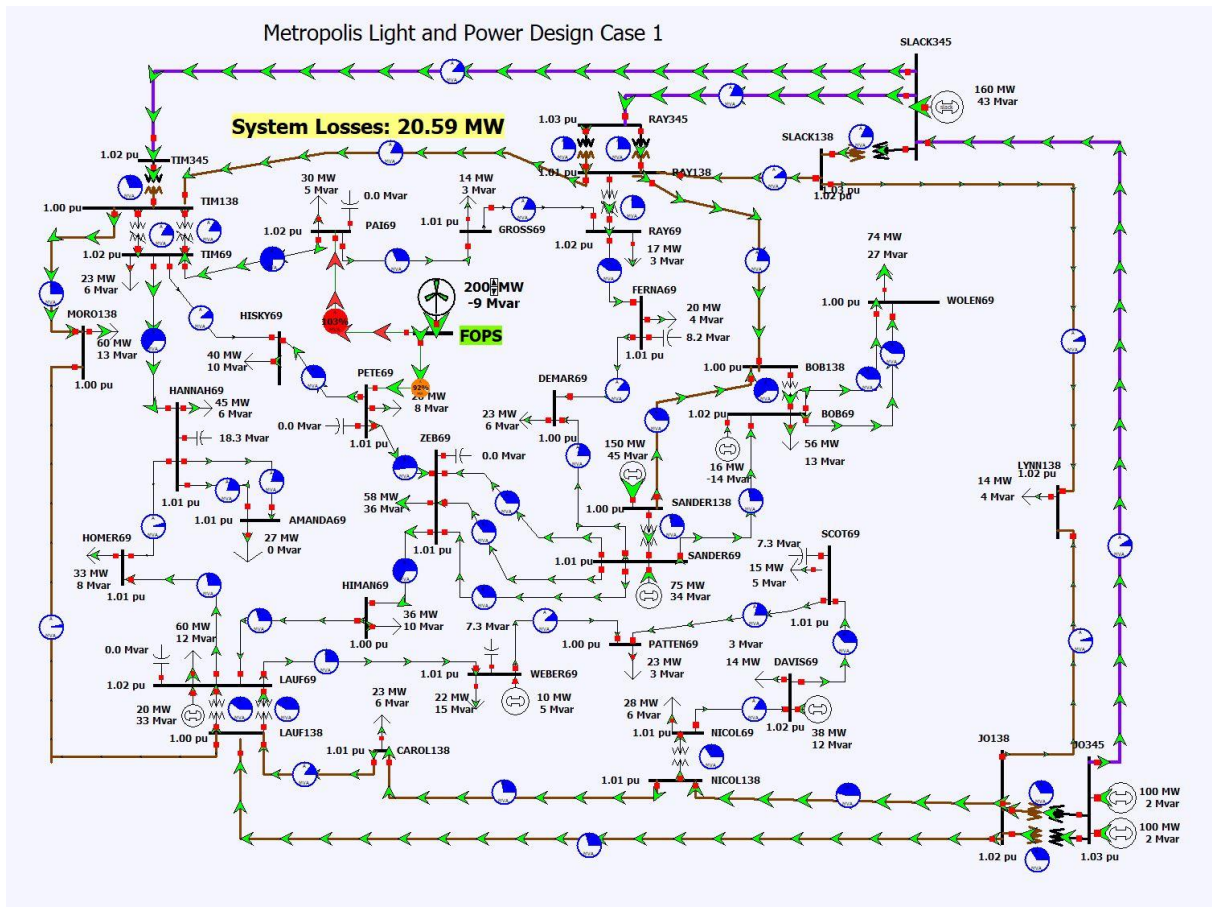 Metropolis Light and Power Design Case 1
SLACK345
160 MW
43 Mvar
slack
System Losses: 20.59 MW
1.03 pu
RAY345
SLACK138
1.02 pu
TIM345
1.01 pu
RAY138
1.03 pu
1.02 pu
30 MW
5 Mvar
0.0 Mvar
14 MW
3 Mvar
1.00 pu
TIM138
1.02 pu
PAI69
1.01 pu
GROSS69
1.02 pu
RAY69
17 MW
3 Mvar
1.02 pu
TIM69
23 MW
6 Mvar
74 MW
27 Mvar
200 MW
-9 Mvar
FOPS
103%
92%
FERNA69
20 MW
4 Mvar
8.2 Mvar
1.01 pu
1.00 pu
WOLEN69
MORO138
60 MW
13 Mvar
1.00 pu
HISKY69
40 MW
10 Mvar
PETE69
8 Mvar
0.0 Mvar
1.01 pu
HANNAH69
45 MW
6 Mvar
18.3 Mvar
1.01 pu
DEMAR69
23 MW
6 Mvar
1.00 pu
1.00 pu
BOB138
1.02 pu
BOB69
56 MW
13 Mvar
16 MW
-14 Mvar
ZEB69
0.0 Mvar
58 MW
36 Mvar
1.01 pu
150 MW
45 Mvar
1.00 pu
SANDER138
1.01 pu
SANDER69
75 MW
34 Mvar
LYNN138
1.02 pu
14 MW
4 Mvar
1.01 pu
AMANDA69
27 MW
0 Mvar
HOMER69
33 MW
8 Mvar
1.01 pu
HIMAN69
36 MW
10 Mvar
1.00 pu
7.3 Mvar
SCOT69
15 MW
5 Mvar
1.01 pu
60 MW
12 Mvar
0.0 Mvar
1.02 pu
LAUF69
20 MW
33 Mvar
1.00 pu
LAUF138
7.3 Mvar
1.01 pu
WEBER69
22 MW
15 Mvar
10 MW
5 Mvar
1.00 pu
PATTEN69
23 MW
3 Mvar
3 Mvar
14 MW
DAVIS69
1.02 pu
38 MW
12 Mvar
23 MW
6 Mvar
1.01 pu
CAROL138
28 MW
6 Mvar
1.01 pu
NICOL69
1.01 pu
NICOL138
JO138
JO345
100 MW
2 Mvar
100 MW
2 Mvar
1.02 pu
1.03 pu